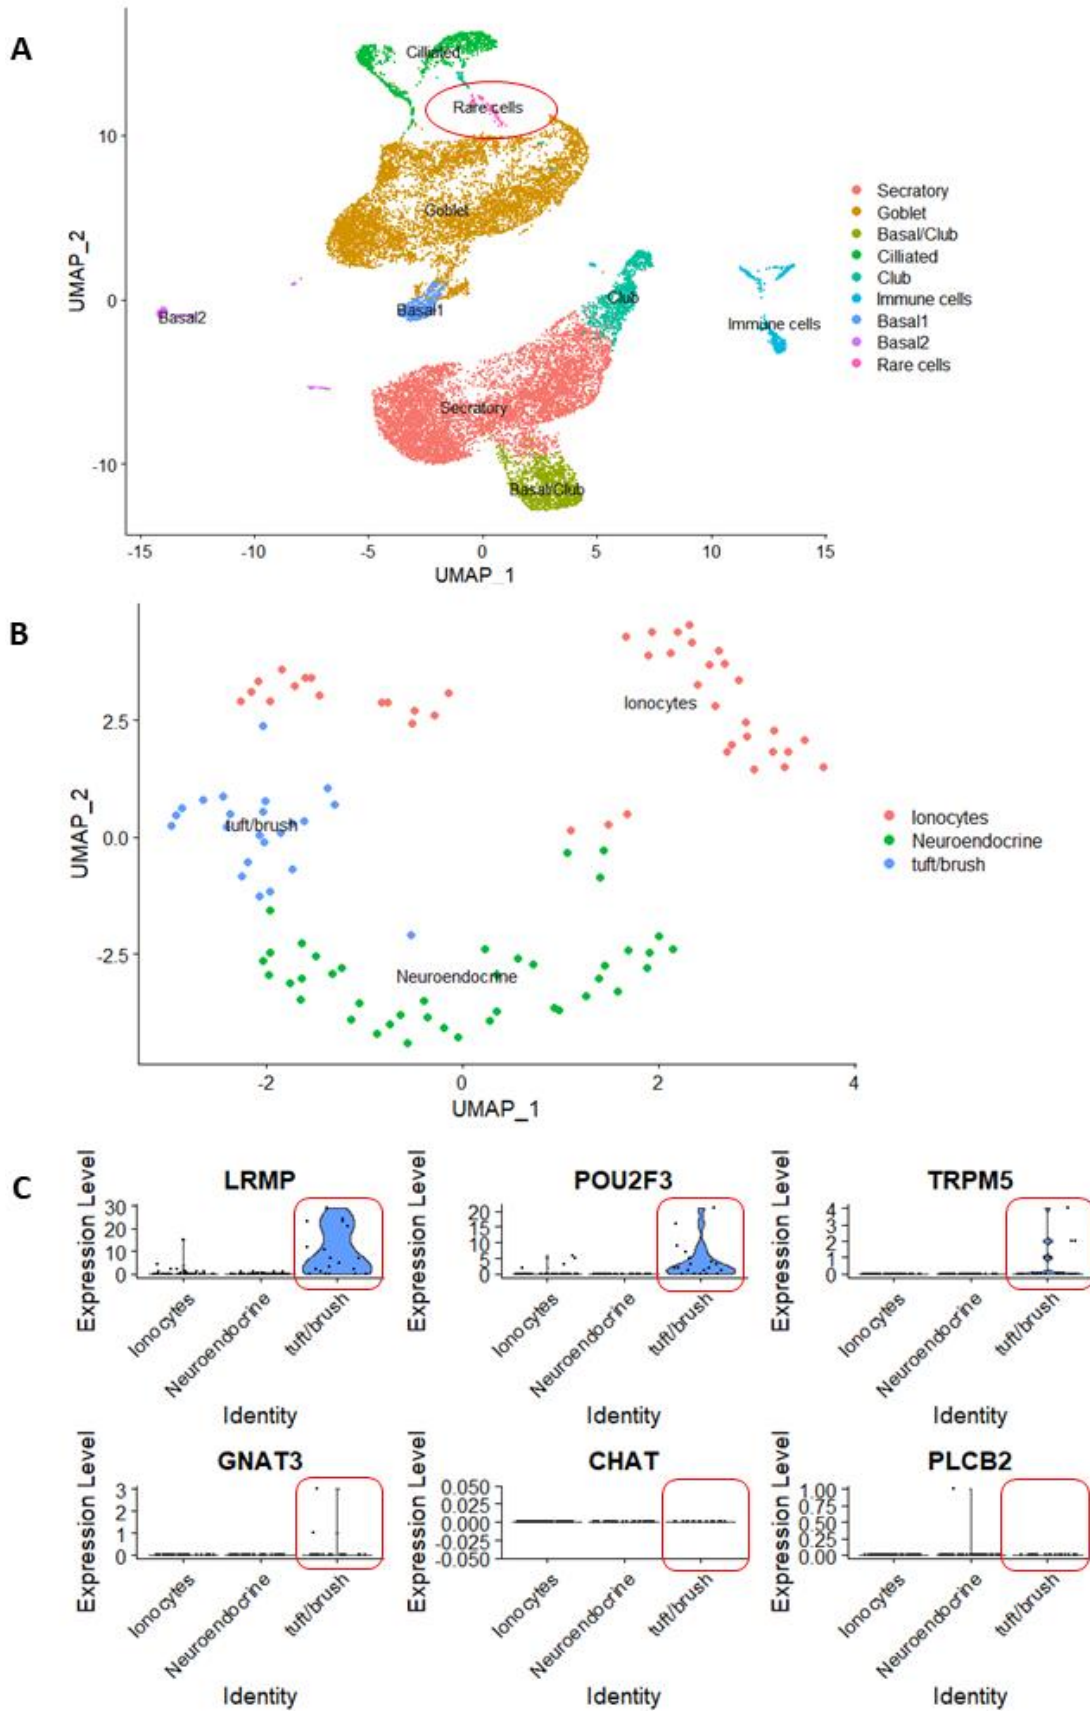 A
Cilliated
Rare cells
10
Goblet
UMAP_2
0
Basal2
Basal1
Club
Immune cells
Secratory
-10
Basal/Club
-15 -10 -5 0 5 10 15
UMAP_1
Secratory
Goblet
Basal/Club
Cilliated
Club
Immune cells
Basal1
Basal2
Rare cells
B
Ionocytes
2.5
UMAP_2
tuft/brush
0.0
-2.5
Neuroendocrine
-2 0 2 4
UMAP_1
Ionocytes
Neuroendocrine
tuft/brush
C
LRMP
Expression Level
30
20
10
0
Ionocytes
Neuroendocrine
tuft/brush
Identity
POU2F3
Expression Level
20
15
10
5
0
Ionocytes
Neuroendocrine
tuft/brush
Identity
TRPM5
Expression Level
4
3
2
1
0
Ionocytes
Neuroendocrine
tuft/brush
Identity
GNAT3
Expression Level
3
2
1
0
Ionocytes
Neuroendocrine
tuft/brush
Identity
CHAT
Expression Level
0.050
0.025
0.000
-0.025
-0.050
Ionocytes
Neuroendocrine
tuft/brush
Identity
PLCB2
Expression Level
1.00
0.75
0.50
0.25
0.00
Ionocytes
Neuroendocrine
tuft/brush
Identity